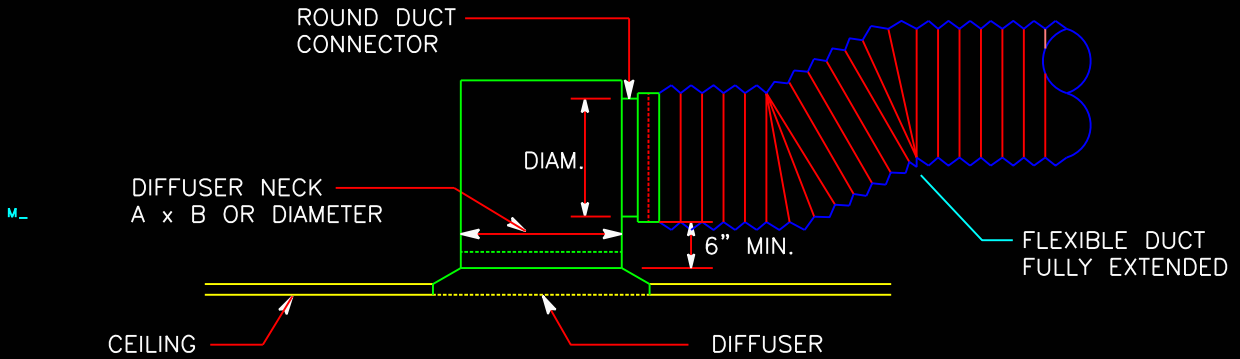 ROUND DUCT
CONNECTOR
DIAM.
DIFFUSER NECK
A x B OR DIAMETER
M_
6" MIN.
FLEXIBLE DUCT
FULLY EXTENDED
CEILING
DIFFUSER